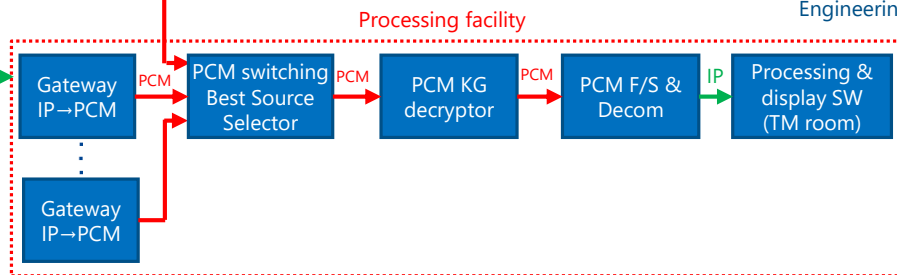 Processing facility
Engineerin
Gateway
IP→PCM
PCM
PCM switching
Best Source
Selector
PCM
PCM KG
decryptor
PCM
PCM F/S &
Decom
IP
Processing &
display SW
(TM room)
Gateway
IP→PCM